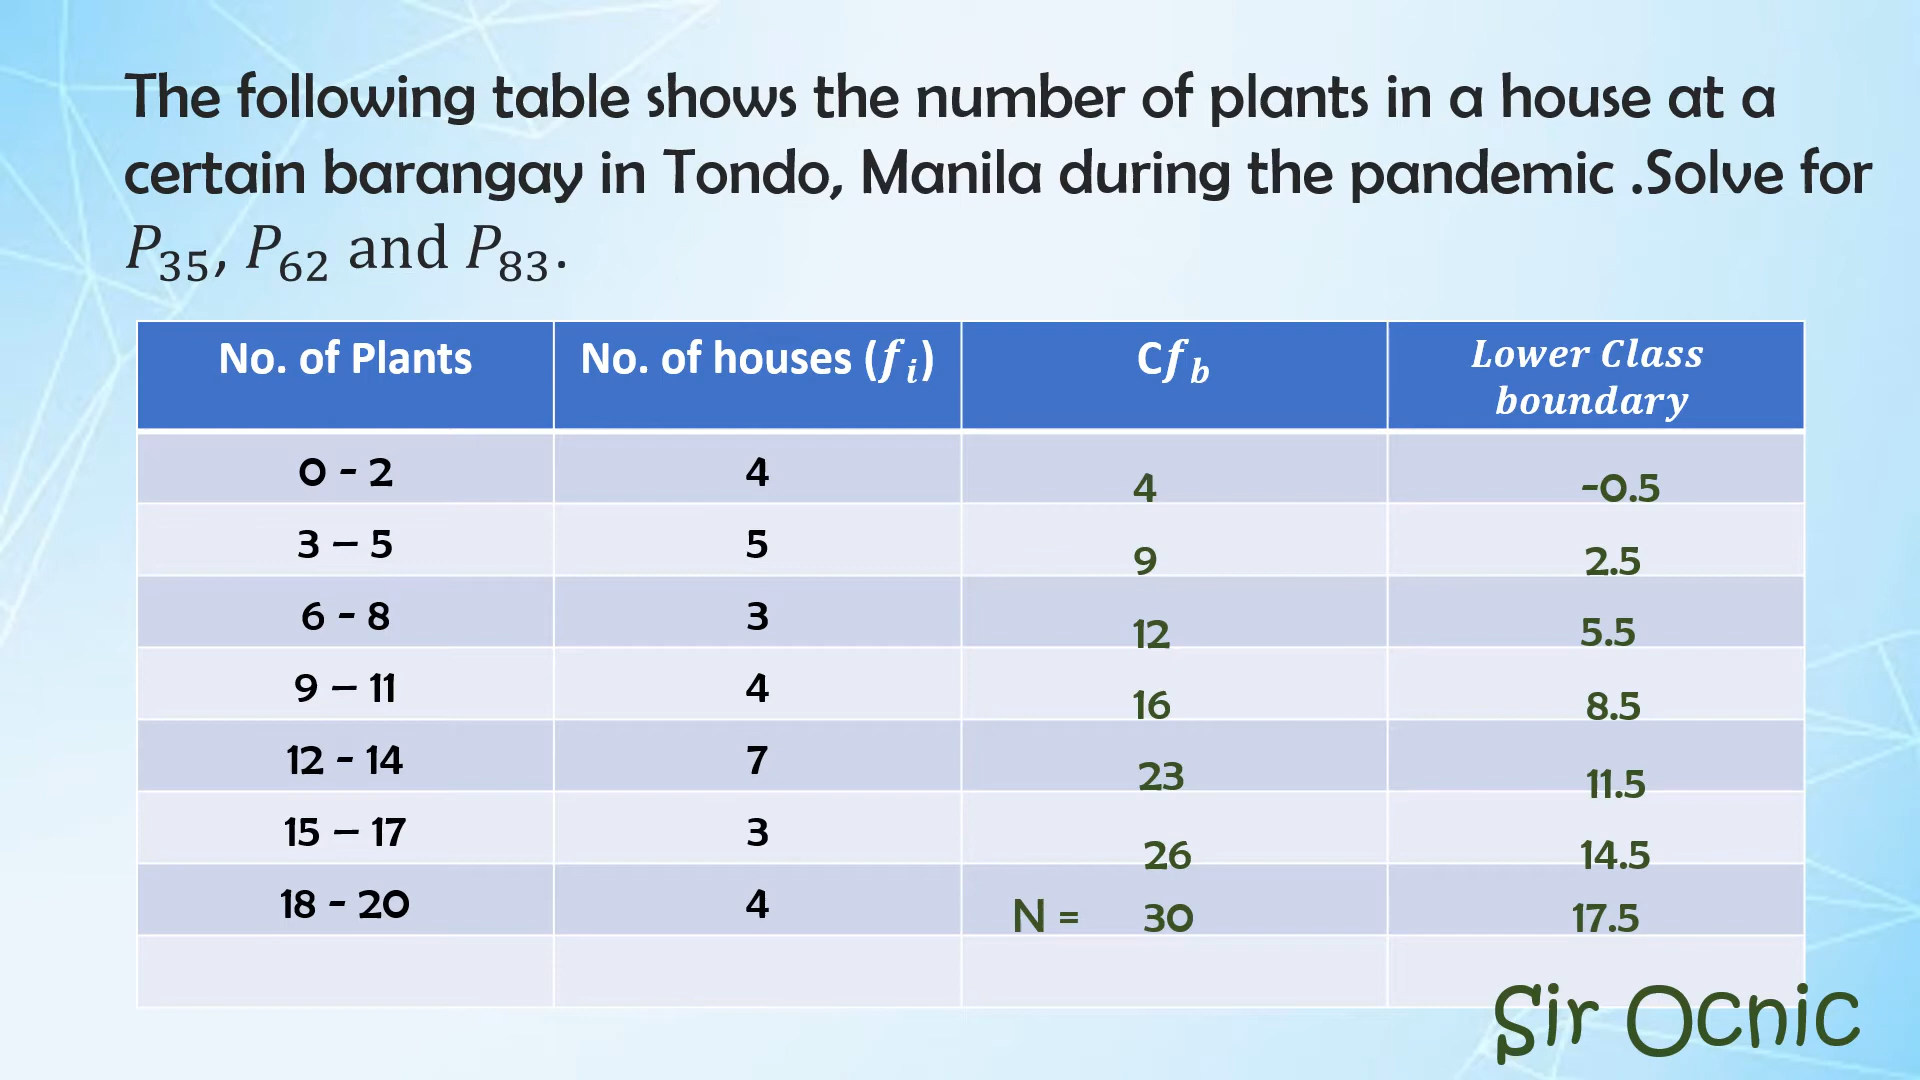 The following table shows the number of plants in a house at a
certain barangay in Tondo, Manila during the pandemic .Solve for
P₃₅, P₆₂ and P₈₃.
No. of Plants No. of houses (fᵢ) Cf_b Lower Class
boundary
0 - 2 4 4 -0.5
3 – 5 5 9 2.5
6 - 8 3 12 5.5
9 – 11 4 16 8.5
12 - 14 7 23 11.5
15 – 17 3 26 14.5
18 - 20 4 N = 30 17.5
Sir Ocnic